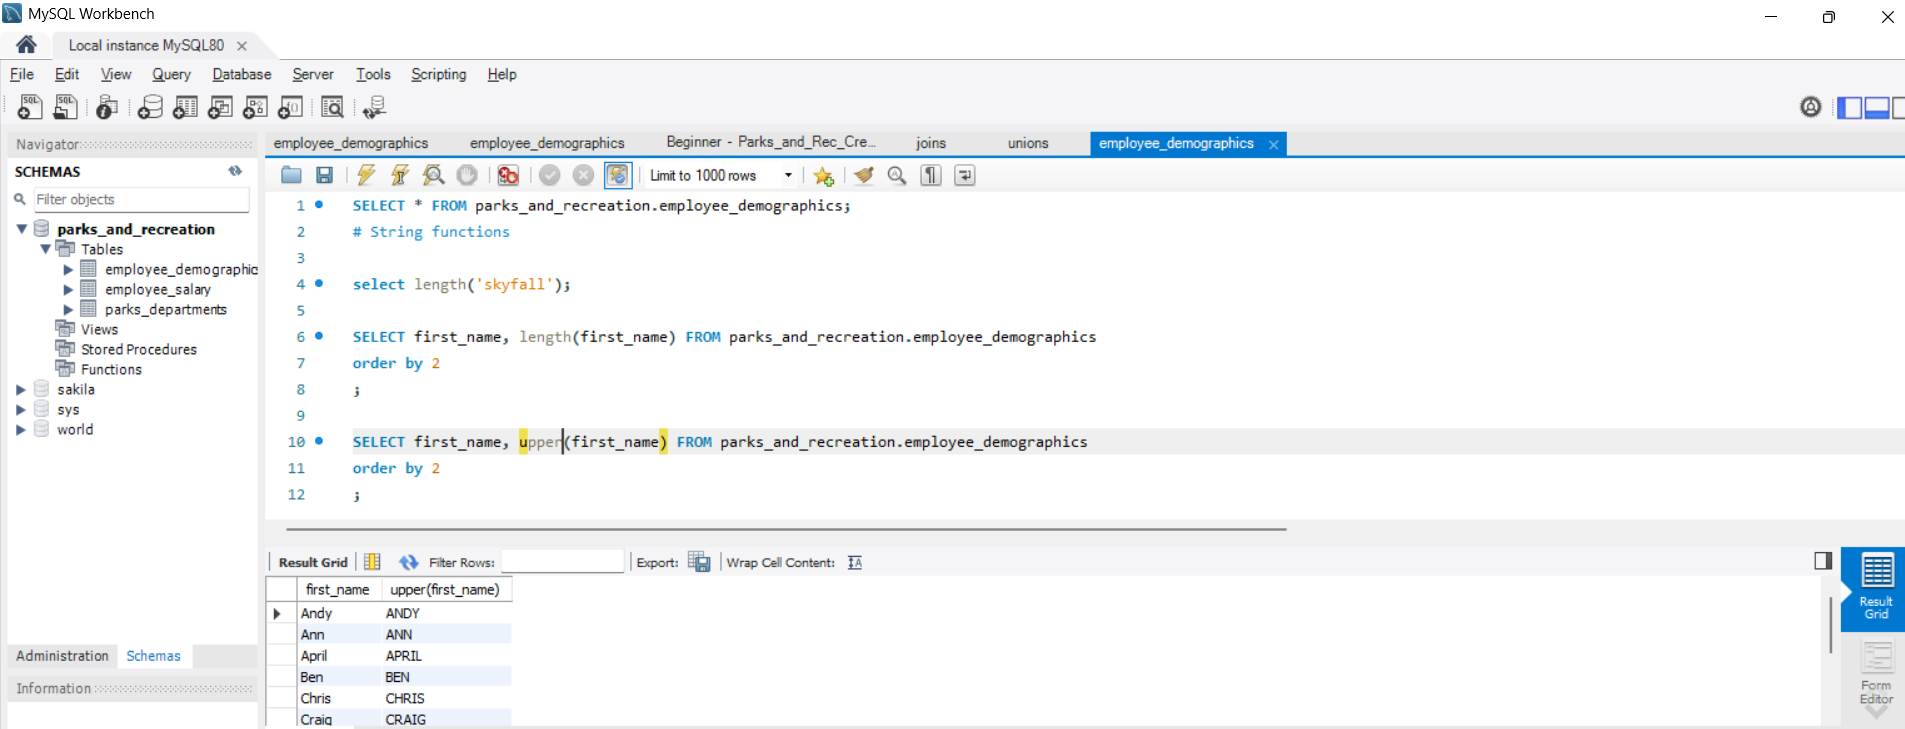 MySQL Workbench
Local instance MySQL80
File Edit View Query Database Server Tools Scripting Help
Navigator
SCHEMAS
Filter objects
parks_and_recreation
Tables
employee_demographic
employee_salary
parks_departments
Views
Stored Procedures
Functions
sakila
sys
world
Administration Schemas
Information
employee_demographics employee_demographics Beginner - Parks_and_Rec_Cre... joins unions employee_demographics
Limit to 1000 rows
1 SELECT * FROM parks_and_recreation.employee_demographics;
2 # String functions
3
4 select length('skyfall');
5
6 SELECT first_name, length(first_name) FROM parks_and_recreation.employee_demographics
7 order by 2
8 ;
9
10 SELECT first_name, upper(first_name) FROM parks_and_recreation.employee_demographics
11 order by 2
12 ;
Result Grid Filter Rows: Export: Wrap Cell Content:
first_name upper(first_name)
Andy ANDY
Ann ANN
April APRIL
Ben BEN
Chris CHRIS
Craig CRAIG
Result
Grid
Form
Editor